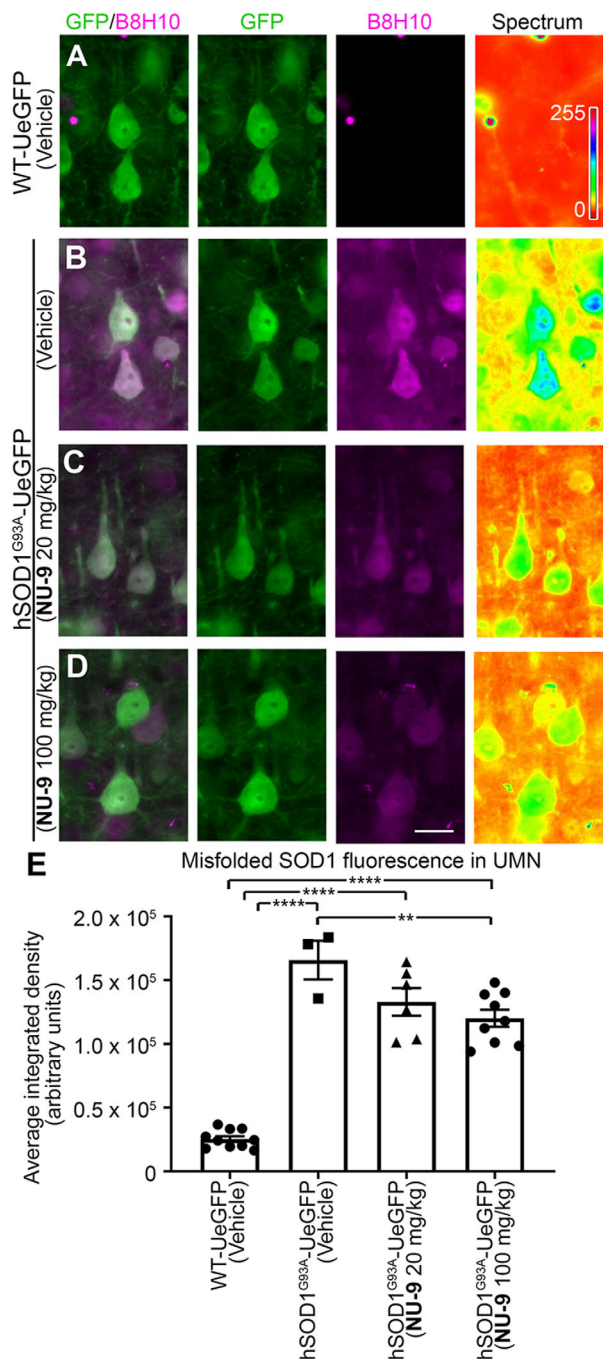 GFP/B8H10 GFP B8H10 Spectrum
A
WT-UeGFP
(Vehicle)
255
0
hSOD1G93A-UeGFP
B
(Vehicle)
C
(NU-9 20 mg/kg)
D
(NU-9 100 mg/kg)
E
Misfolded SOD1 fluorescence in UMN
****
****
****
**
Average integrated density
(arbitrary units)
2.0 x 10⁵
1.5 x 10⁵
1.0 x 10⁵
0.5 x 10⁵
0
WT-UeGFP
(Vehicle)
hSOD1G93A-UeGFP
(Vehicle)
hSOD1G93A-UeGFP
(NU-9 20 mg/kg)
hSOD1G93A-UeGFP
(NU-9 100 mg/kg)